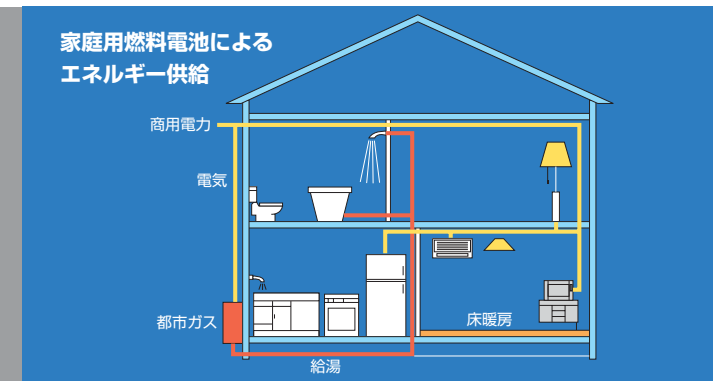 家庭用燃料電池による
エネルギー供給
商用電力
電気
都市ガス
床暖房
給湯